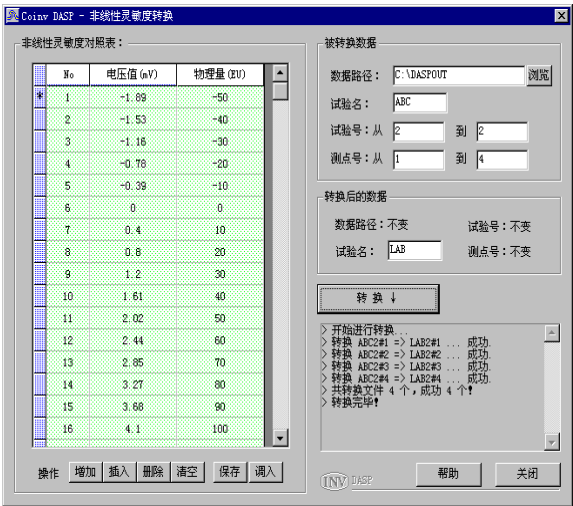 Coinv DASP - 非线性灵敏度转换
非线性灵敏度对照表：
No 电压值(mV) 物理量(EU)
* 1 -1.89 -50
2 -1.53 -40
3 -1.16 -30
4 -0.78 -20
5 -0.39 -10
6 0 0
7 0.4 10
8 0.8 20
9 1.2 30
10 1.61 40
11 2.02 50
12 2.44 60
13 2.85 70
14 3.27 80
15 3.68 90
16 4.1 100
操作 增加 插入 删除 清空 保存 调入
被转换数据
数据路径： C:\DASPOUT 浏览
试验名： ABC
试验号：从 2 到 2
测点号：从 1 到 4
转换后的数据
数据路径：不变 试验号：不变
试验名： LAB 测点号：不变
转 换 ↓
> 开始进行转换...
> 转换 ABC2#1 => LAB2#1 ... 成功.
> 转换 ABC2#2 => LAB2#2 ... 成功.
> 转换 ABC2#3 => LAB2#3 ... 成功.
> 转换 ABC2#4 => LAB2#4 ... 成功.
> 共转换文件 4 个，成功 4 个!
> 转换完毕!
INV DASP 帮助 关闭